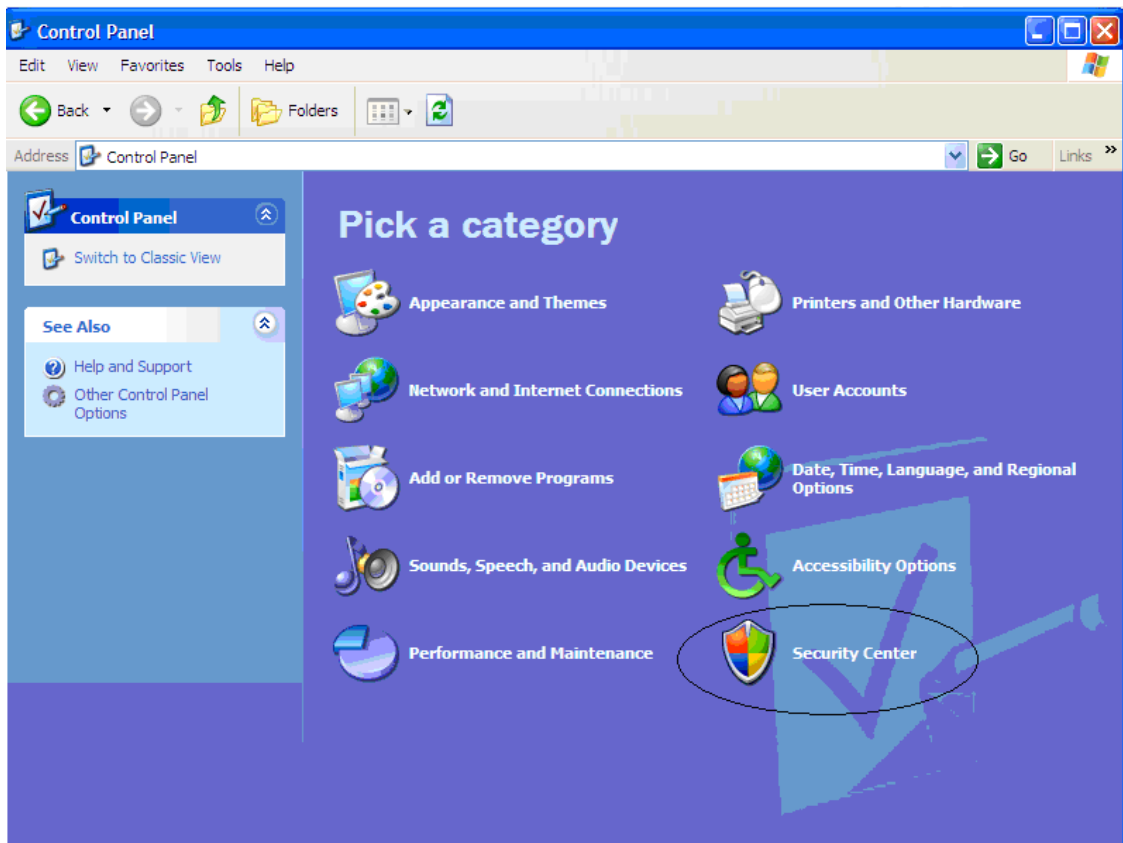 Control Panel
Edit View Favorites Tools Help
Back Folders
Address Control Panel Go Links »
Control Panel
Switch to Classic View
See Also
Help and Support
Other Control Panel
Options
Pick a category
Appearance and Themes
Printers and Other Hardware
Network and Internet Connections
User Accounts
Add or Remove Programs
Date, Time, Language, and Regional
Options
Sounds, Speech, and Audio Devices
Accessibility Options
Performance and Maintenance
Security Center